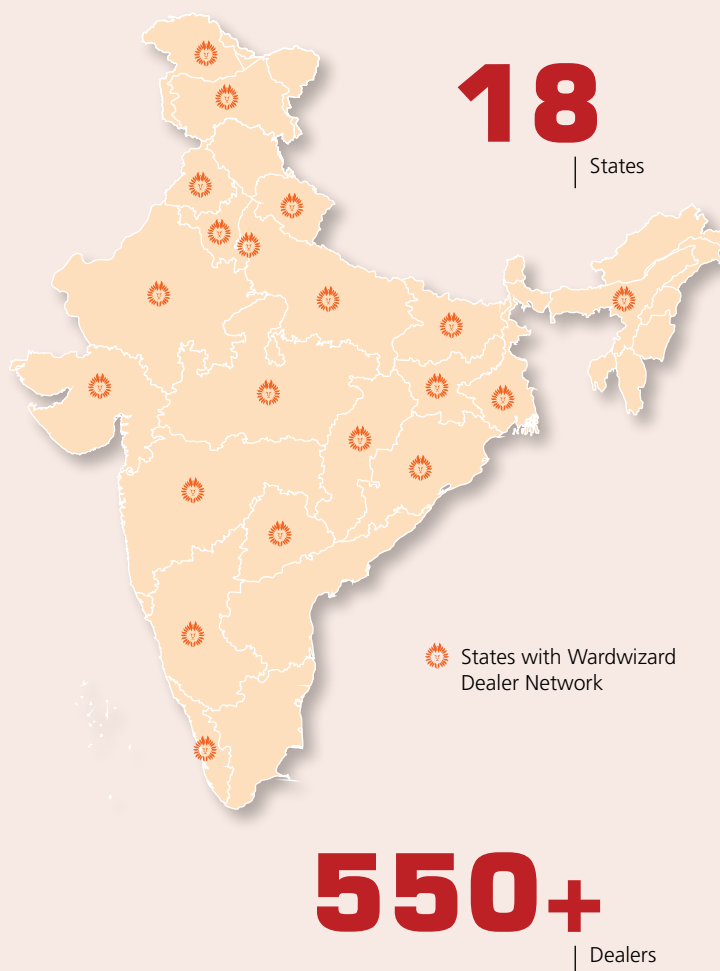 18
States
States with Wardwizard
Dealer Network
550+
Dealers